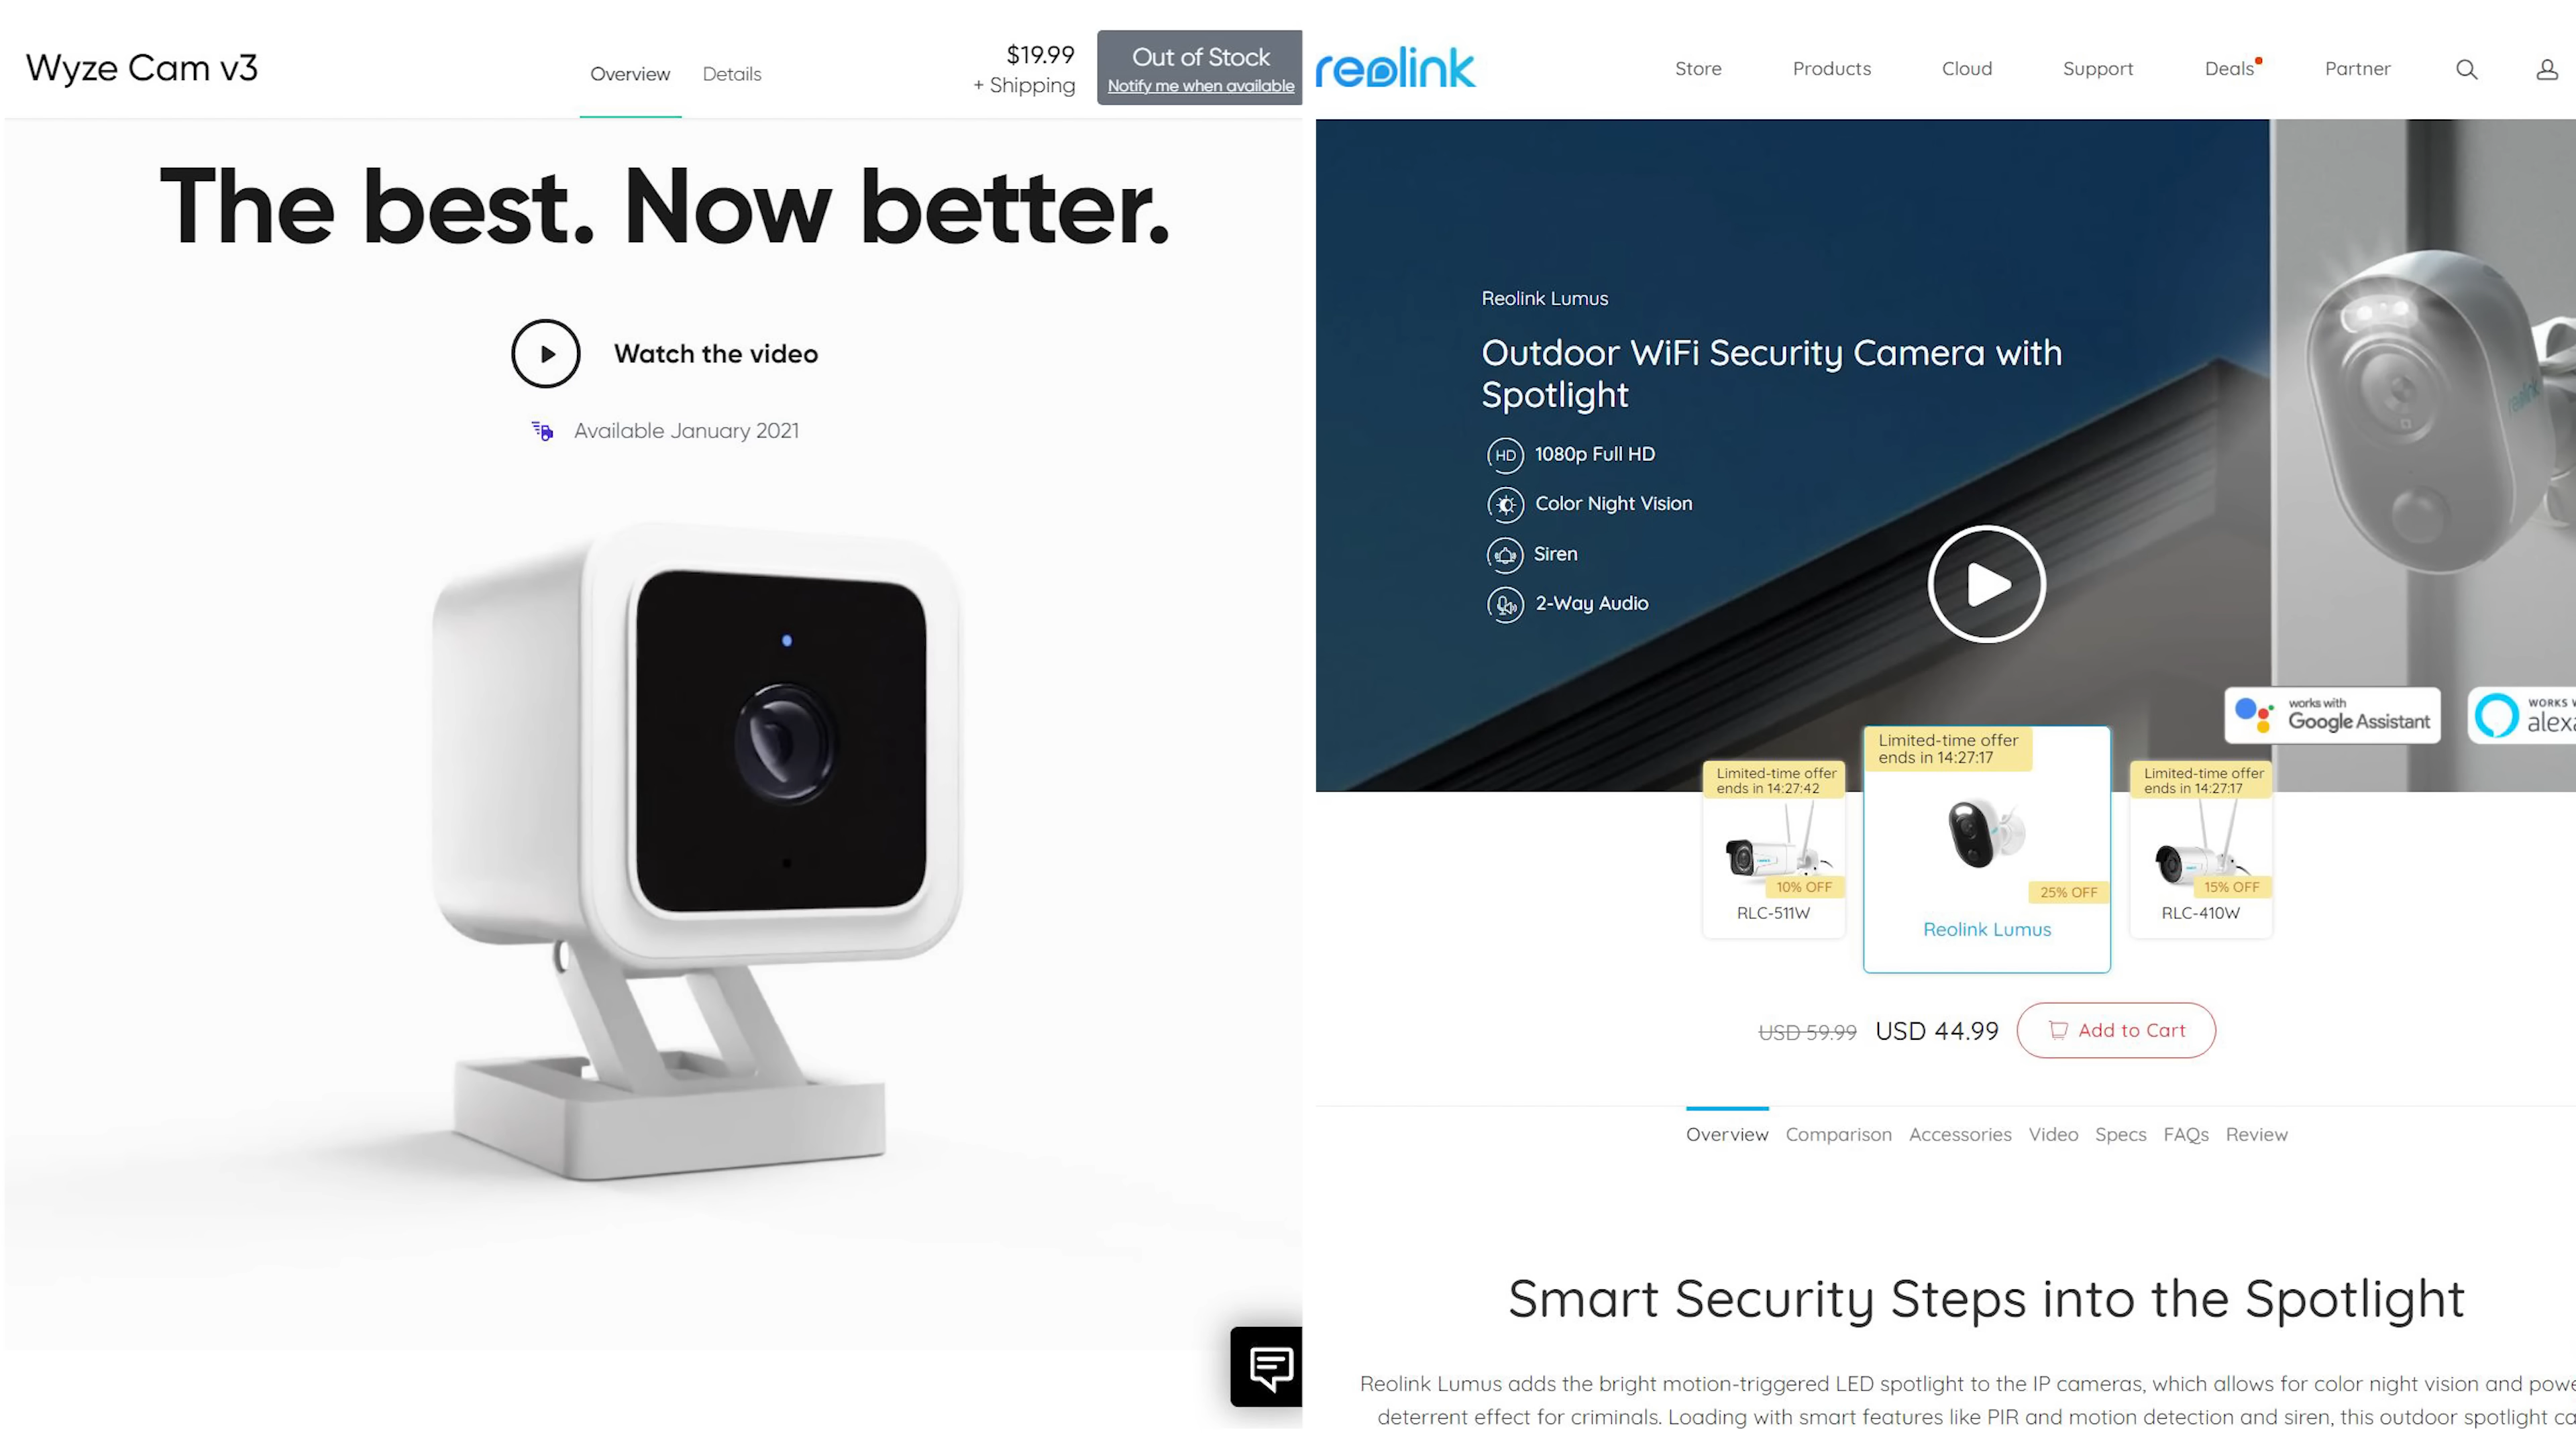 Wyze Cam v3
Overview
Details
$19.99
+ Shipping
Out of Stock
Notify me when available
The best. Now better.
Watch the video
Available January 2021
reolink
Store
Products
Cloud
Support
Deals
Partner
Reolink Lumus
Outdoor WiFi Security Camera with
Spotlight
HD 1080p Full HD
Color Night Vision
Siren
2-Way Audio
works with
Google Assistant
WORKS
Limited-time offer
ends in 14:27:42
10% OFF
RLC-511W
Limited-time offer
ends in 14:27:17
25% OFF
Reolink Lumus
Limited-time offer
ends in 14:27:17
15% OFF
RLC-410W
USD 59.99 USD 44.99 Add to Cart
Overview Comparison Accessories Video Specs FAQs Review
Smart Security Steps into the Spotlight
Reolink Lumus adds the bright motion-triggered LED spotlight to the IP cameras, which allows for color night vision and
deterrent effect for criminals. Loading with smart features like PIR and motion detection and siren, this outdoor spotlight